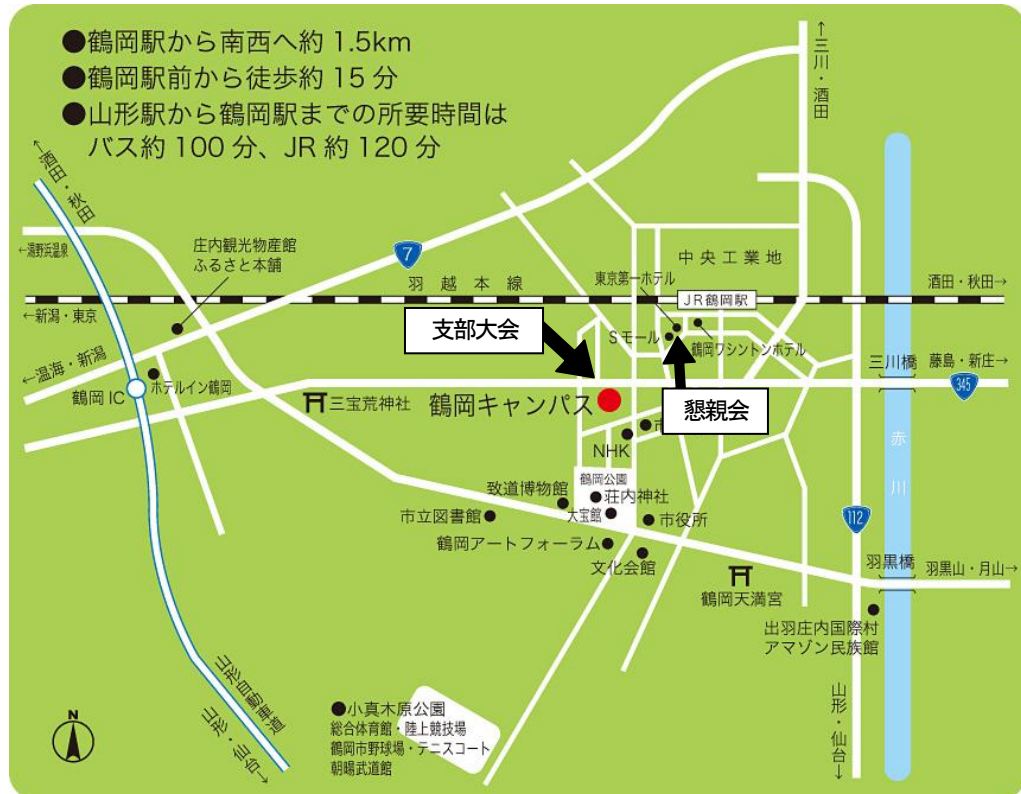 ●鶴岡駅から南西へ約 1.5km
●鶴岡駅前から徒歩約 15 分
●山形駅から鶴岡駅までの所要時間は
バス約 100 分、JR 約 120 分
↑三川・酒田
←酒田・秋田
←湯野浜温泉
庄内観光物産館
ふるさと本舗
7
羽越本線
中央工業地
東京第一ホテル
JR鶴岡駅
酒田・秋田→
←新潟・東京
支部大会
Sモール
鶴岡ワシントンホテル
←温海・新潟
ホテルイン鶴岡
鶴岡 IC
三川橋
藤島・新庄→
345
三宝荒神社
鶴岡キャンパス
懇親会
市
NHK
赤川
鶴岡公園
致道博物館
荘内神社
大宝館
市立図書館
市役所
112
鶴岡アートフォーラム
文化会館
羽黒橋
羽黒山・月山→
鶴岡天満宮
出羽庄内国際村
アマゾン民族館
山形自動車道
山形・仙台→
山形・仙台→
N
●小真木原公園
総合体育館・陸上競技場
鶴岡市野球場・テニスコート
朝暘武道館